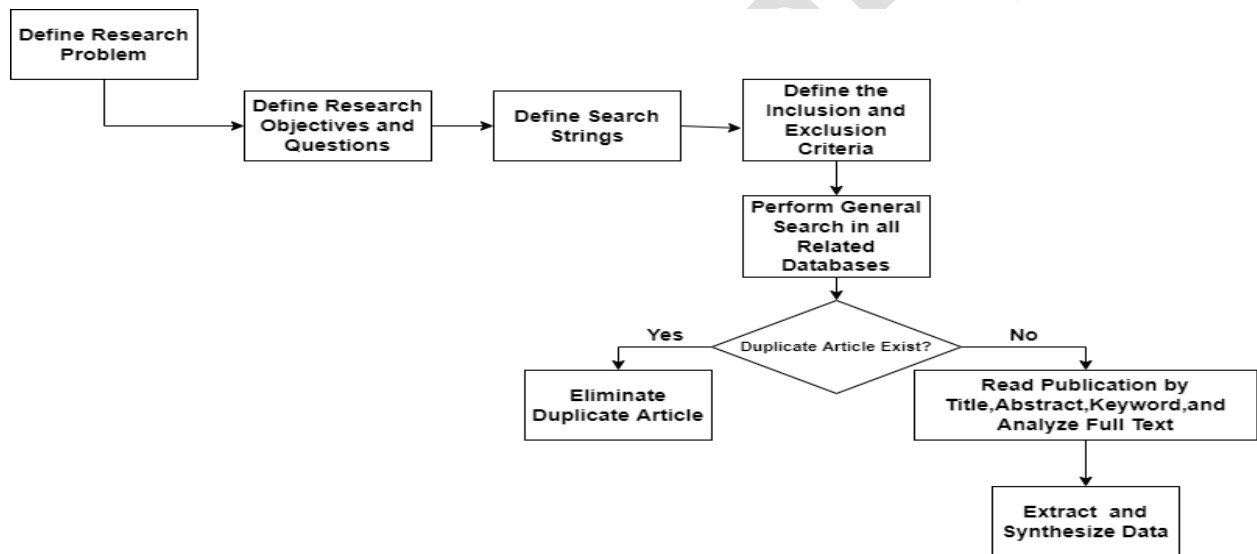 Define Research
Problem
Define Research
Objectives and
Questions
Define Search
Strings
Define the
Inclusion and
Exclusion
Criteria
Perform General
Search in all
Related
Databases
Duplicate Article Exist?
Yes
No
Eliminate
Duplicate Article
Read Publication by
Title,Abstract,Keyword,and
Analyze Full Text
Extract and
Synthesize Data